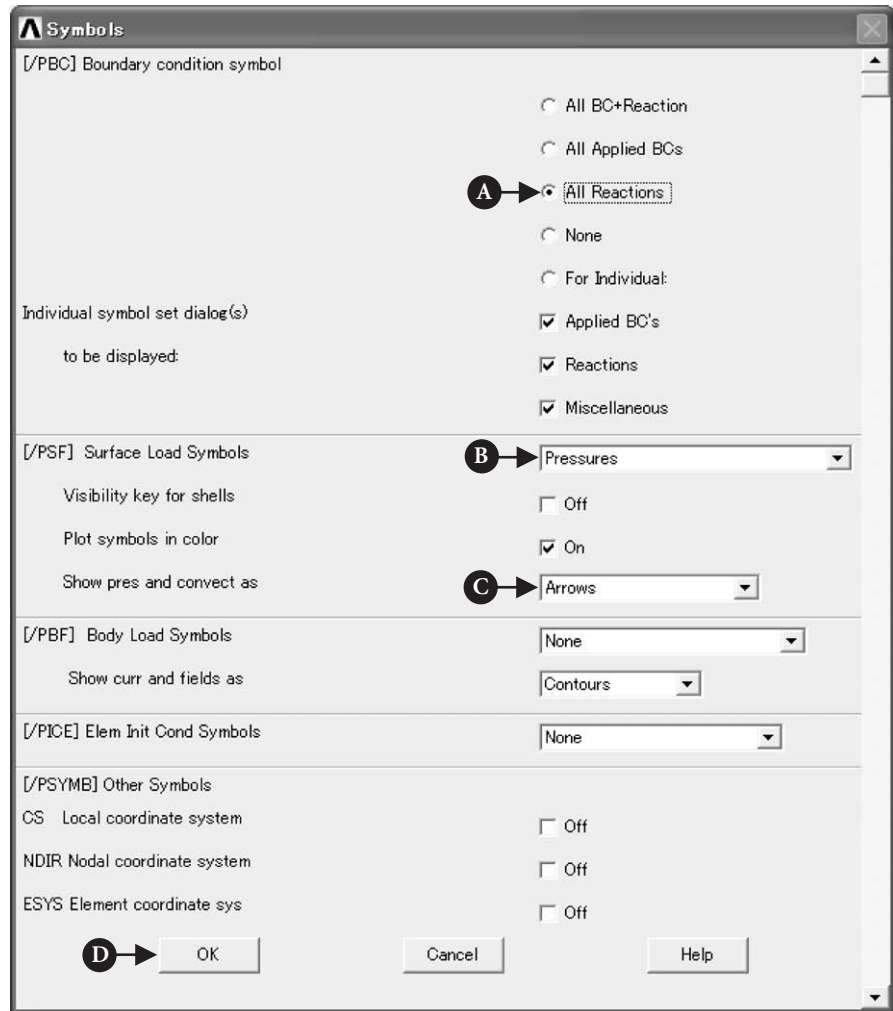 Symbols
[/PBC] Boundary condition symbol
All BC+Reaction
All Applied BCs
A All Reactions
None
For Individual:
Individual symbol set dialog(s)
Applied BC's
to be displayed:
Reactions
Miscellaneous
[/PSF] Surface Load Symbols B Pressures
Visibility key for shells Off
Plot symbols in color On
Show pres and convect as C Arrows
[/PBF] Body Load Symbols None
Show curr and fields as Contours
[/PICE] Elem Init Cond Symbols None
[/PSYMB] Other Symbols
CS Local coordinate system Off
NDIR Nodal coordinate system Off
ESYS Element coordinate sys Off
D OK Cancel Help